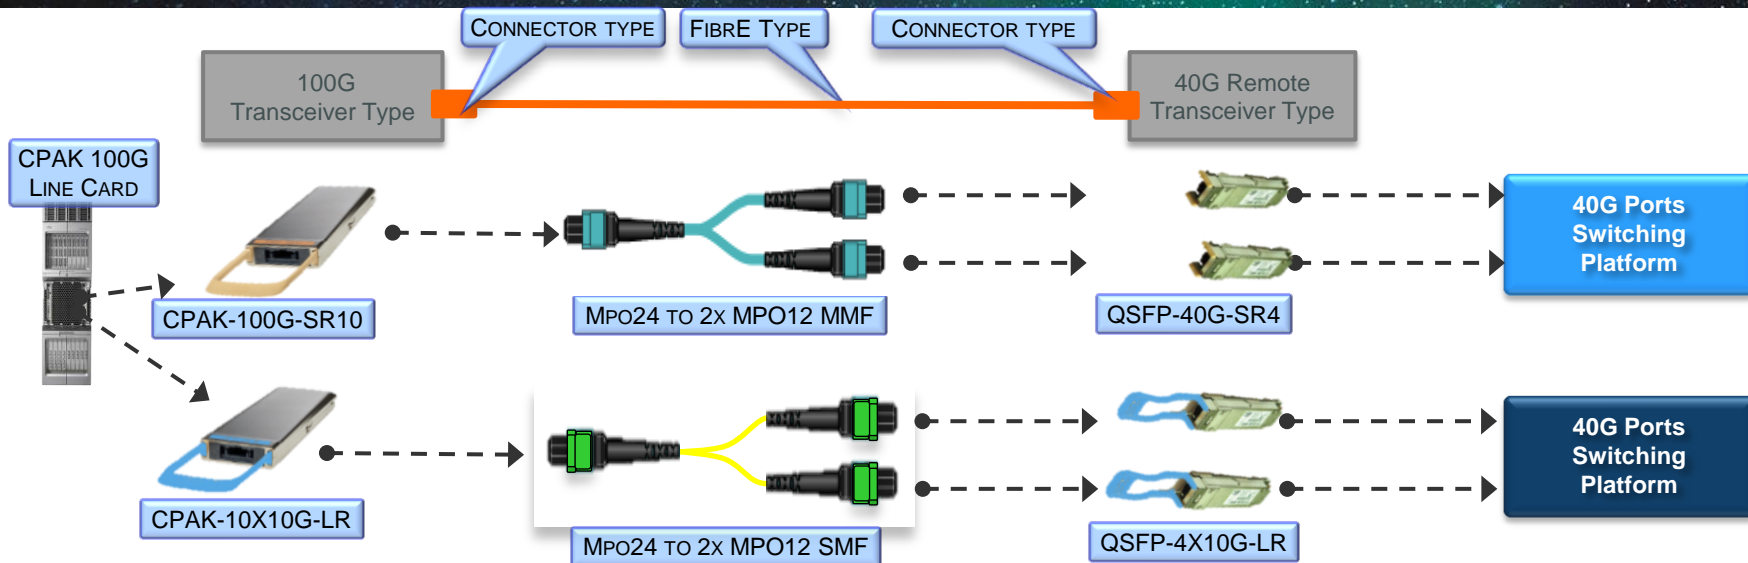 CONNECTOR TYPE
FIBRE TYPE
CONNECTOR TYPE
100G
Transceiver Type
40G Remote
Transceiver Type
CPAK 100G
LINE CARD
40G Ports
Switching
Platform
CPAK-100G-SR10
MPO24 TO 2X MPO12 MMF
QSFP-40G-SR4
40G Ports
Switching
Platform
CPAK-10X10G-LR
MPO24 TO 2X MPO12 SMF
QSFP-4X10G-LR